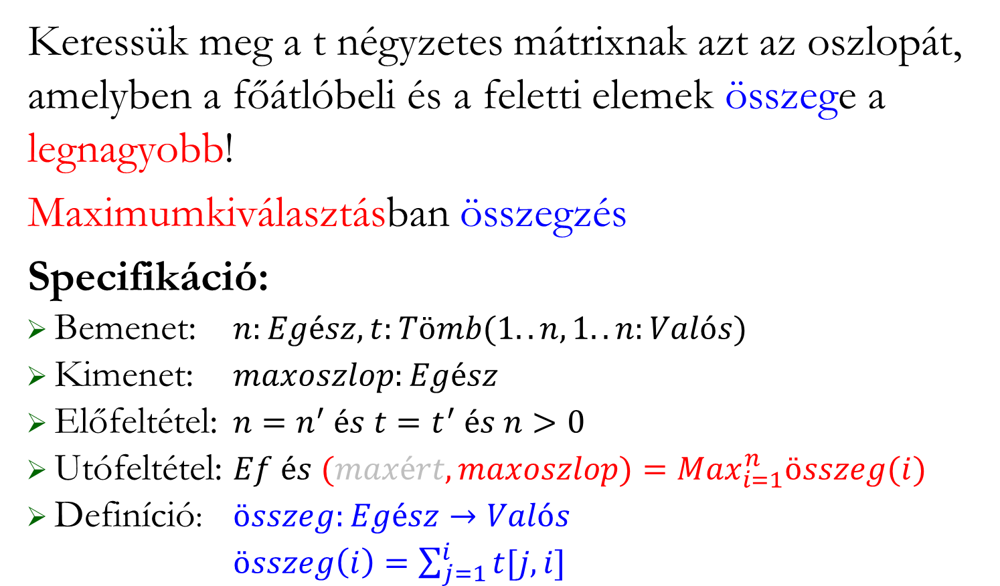 Keressük meg a t négyzetes mátrixnak azt az oszlopát,
amelyben a főátlóbeli és a feletti elemek összege a
legnagyobb!
Maximumkiválasztásban összegzés
Specifikáció:
➢ Bemenet: n: Egész, t: Tömb(1..n, 1..n: Valós)
➢ Kimenet: maxoszlop: Egész
➢ Előfeltétel: n = n′ és t = t′ és n > 0
➢ Utófeltétel: Ef és (maxért, maxoszlop) = Max_{i=1}^{n} összeg(i)
➢ Definíció: összeg: Egész → Valós
összeg(i) = ∑_{j=1}^{i} t[j, i]